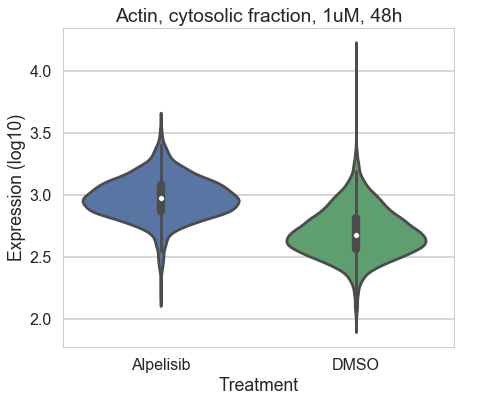 Actin, cytosolic fraction, 1uM, 48h
Expression (log10)
4.0
3.5
3.0
2.5
2.0
Alpelisib DMSO
Treatment